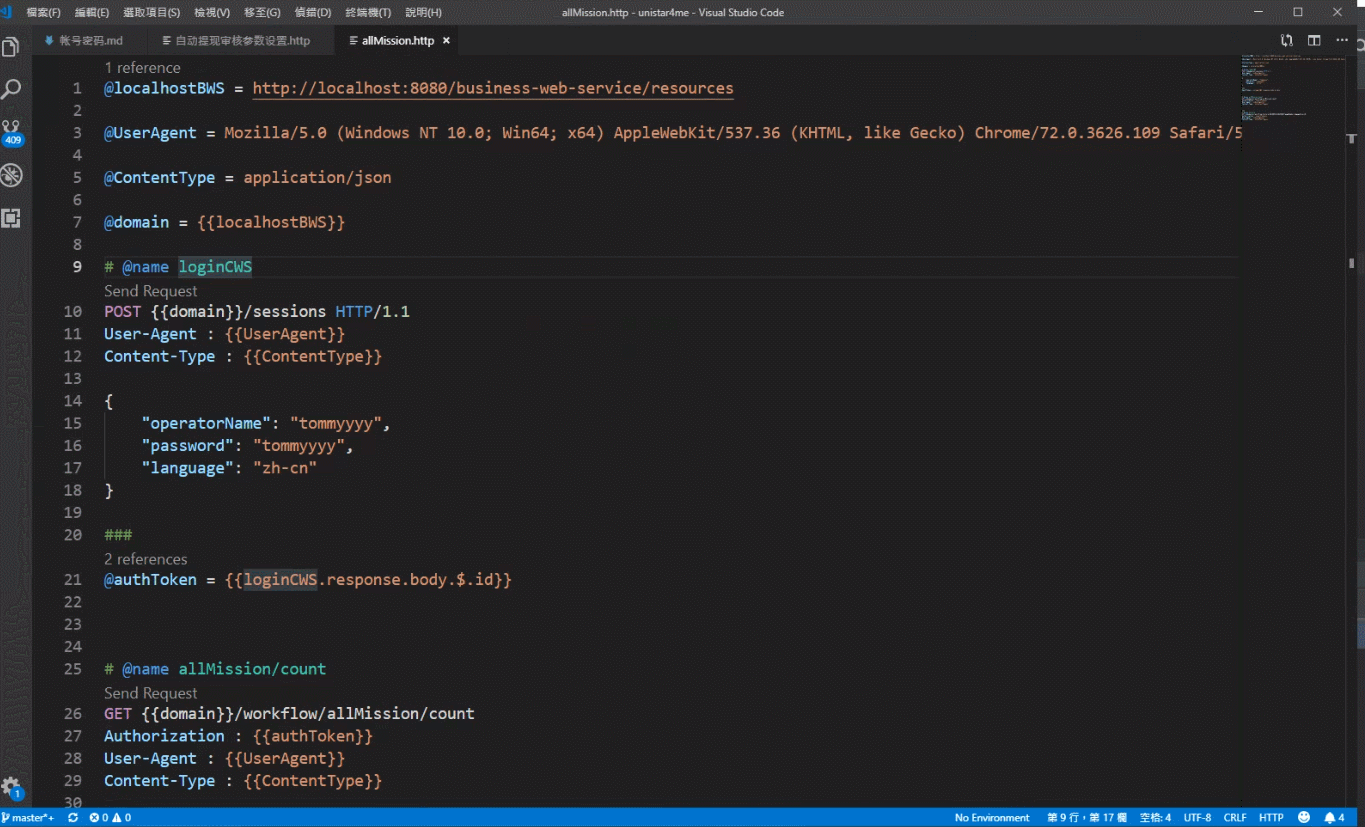 檔案(F) 編輯(E) 選取項目(S) 檢視(V) 移至(G) 偵錯(D) 終端機(T) 說明(H) allMission.http - unistar4me - Visual Studio Code
帐号密码.md 自动提现审核参数设置.http allMission.http
1 reference
1 @localhostBWS = http://localhost:8080/business-web-service/resources
2
3 @UserAgent = Mozilla/5.0 (Windows NT 10.0; Win64; x64) AppleWebKit/537.36 (KHTML, like Gecko) Chrome/72.0.3626.109 Safari/5
4
5 @ContentType = application/json
6
7 @domain = {{localhostBWS}}
8
9 # @name loginCWS
Send Request
10 POST {{domain}}/sessions HTTP/1.1
11 User-Agent : {{UserAgent}}
12 Content-Type : {{ContentType}}
13
14 {
15 "operatorName": "tommyyyy",
16 "password": "tommyyyy",
17 "language": "zh-cn"
18 }
19
20 ###
2 references
21 @authToken = {{loginCWS.response.body.$.id}}
22
23
24
25 # @name allMission/count
Send Request
26 GET {{domain}}/workflow/allMission/count
27 Authorization : {{authToken}}
28 User-Agent : {{UserAgent}}
29 Content-Type : {{ContentType}}
30
409
1
master*+ 0 0 No Environment 第 9 行，第 17 欄 空格: 4 UTF-8 CRLF HTTP 4